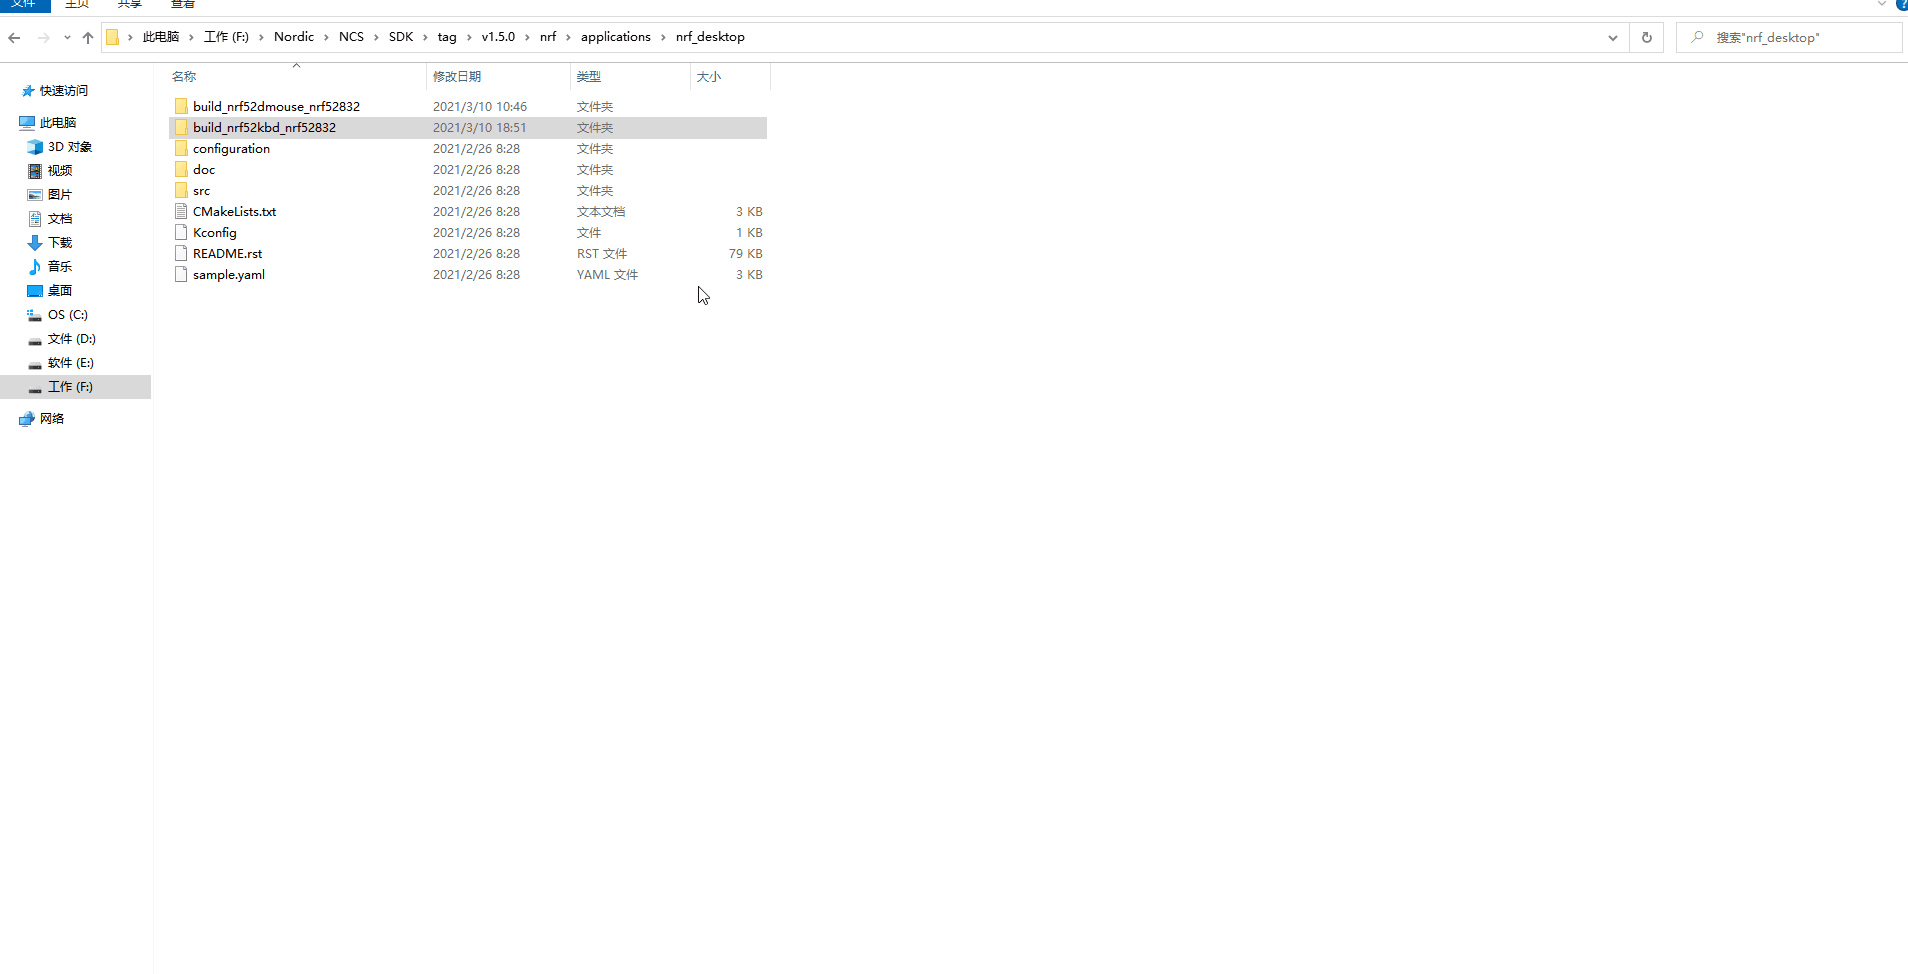 文件 主页 共享 查看
此电脑 › 工作 (F:) › Nordic › NCS › SDK › tag › v1.5.0 › nrf › applications › nrf_desktop 搜索"nrf_desktop"
名称 修改日期 类型 大小
快速访问
此电脑
3D 对象
视频
图片
文档
下载
音乐
桌面
OS (C:)
文件 (D:)
软件 (E:)
工作 (F:)
网络
build_nrf52dmouse_nrf52832 2021/3/10 10:46 文件夹
build_nrf52kbd_nrf52832 2021/3/10 18:51 文件夹
configuration 2021/2/26 8:28 文件夹
doc 2021/2/26 8:28 文件夹
src 2021/2/26 8:28 文件夹
CMakeLists.txt 2021/2/26 8:28 文本文档 3 KB
Kconfig 2021/2/26 8:28 文件 1 KB
README.rst 2021/2/26 8:28 RST 文件 79 KB
sample.yaml 2021/2/26 8:28 YAML 文件 3 KB